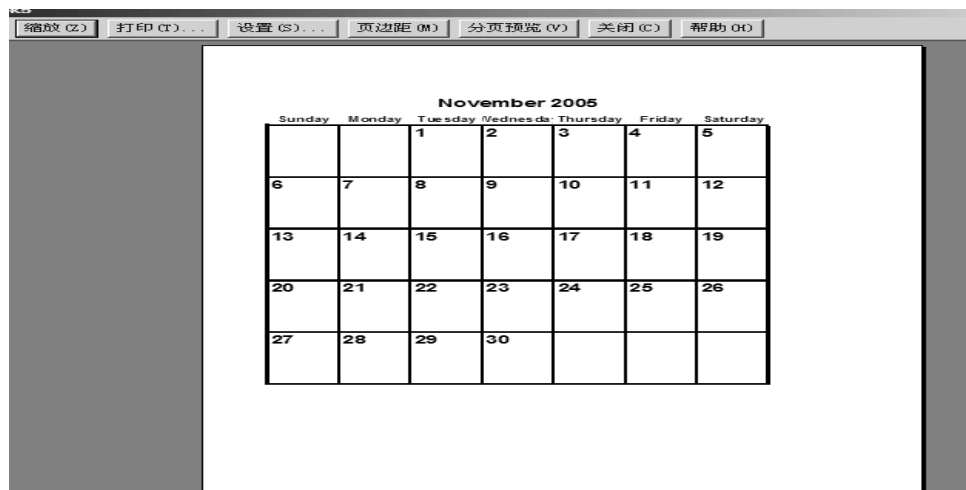 缩放(Z) 打印(T)... 设置(S)... 页边距(M) 分页预览(V) 关闭(C) 帮助(H)
November 2005
Sunday Monday Tuesday Wednesda Thursday Friday Saturday
1 2 3 4 5
6 7 8 9 10 11 12
13 14 15 16 17 18 19
20 21 22 23 24 25 26
27 28 29 30